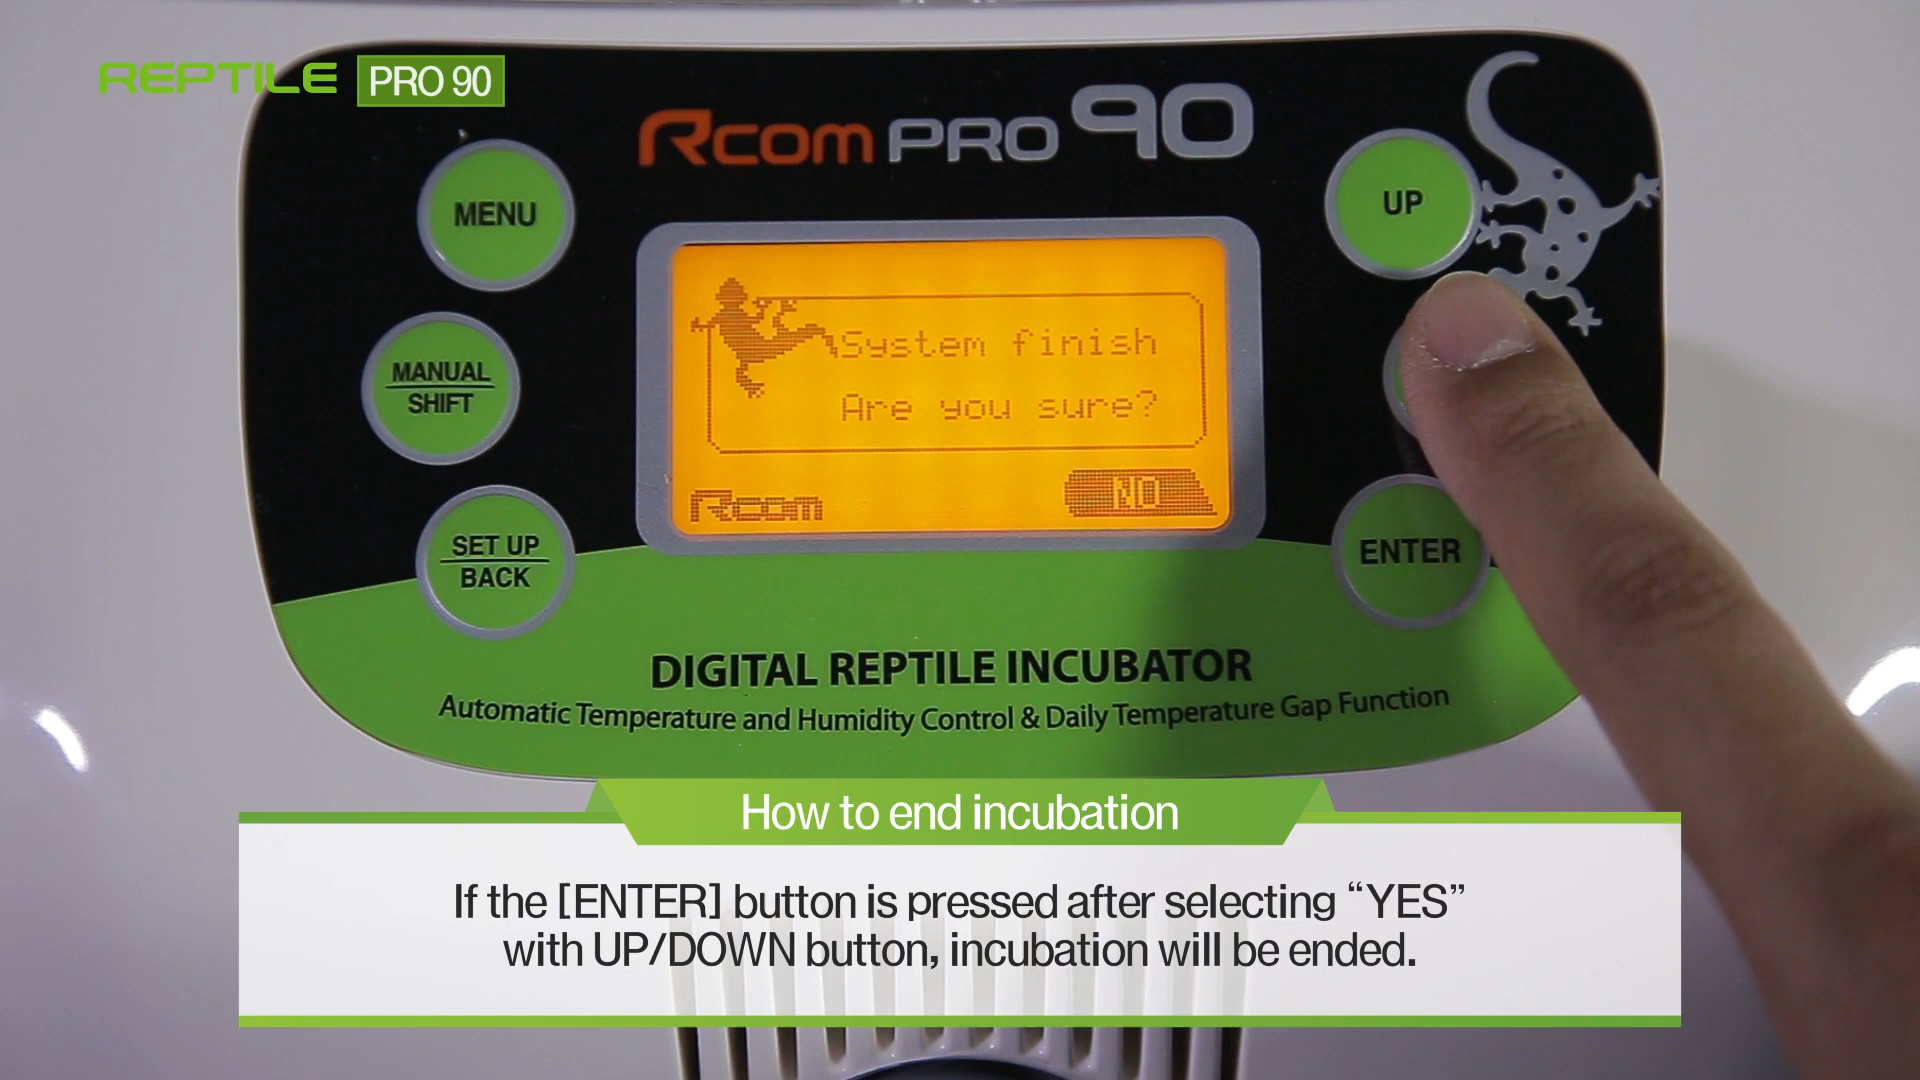 REPTILE PRO 90
Rcom PRO 90
MENU
UP
System finish
Are you sure?
MANUAL
SHIFT
Rcom
NO
SET UP
BACK
ENTER
DIGITAL REPTILE INCUBATOR
Automatic Temperature and Humidity Control & Daily Temperature Gap Function
How to end incubation
If the [ENTER] button is pressed after selecting “YES”
with UP/DOWN button, incubation will be ended.